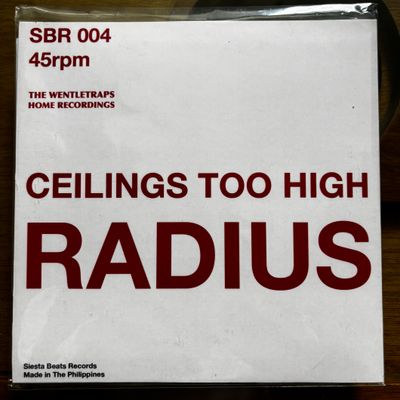 SBR 004
45rpm
THE WENTLETRAPS
HOME RECORDINGS
CEILINGS TOO HIGH
RADIUS
Siesta Beats Records
Made in The Philippines